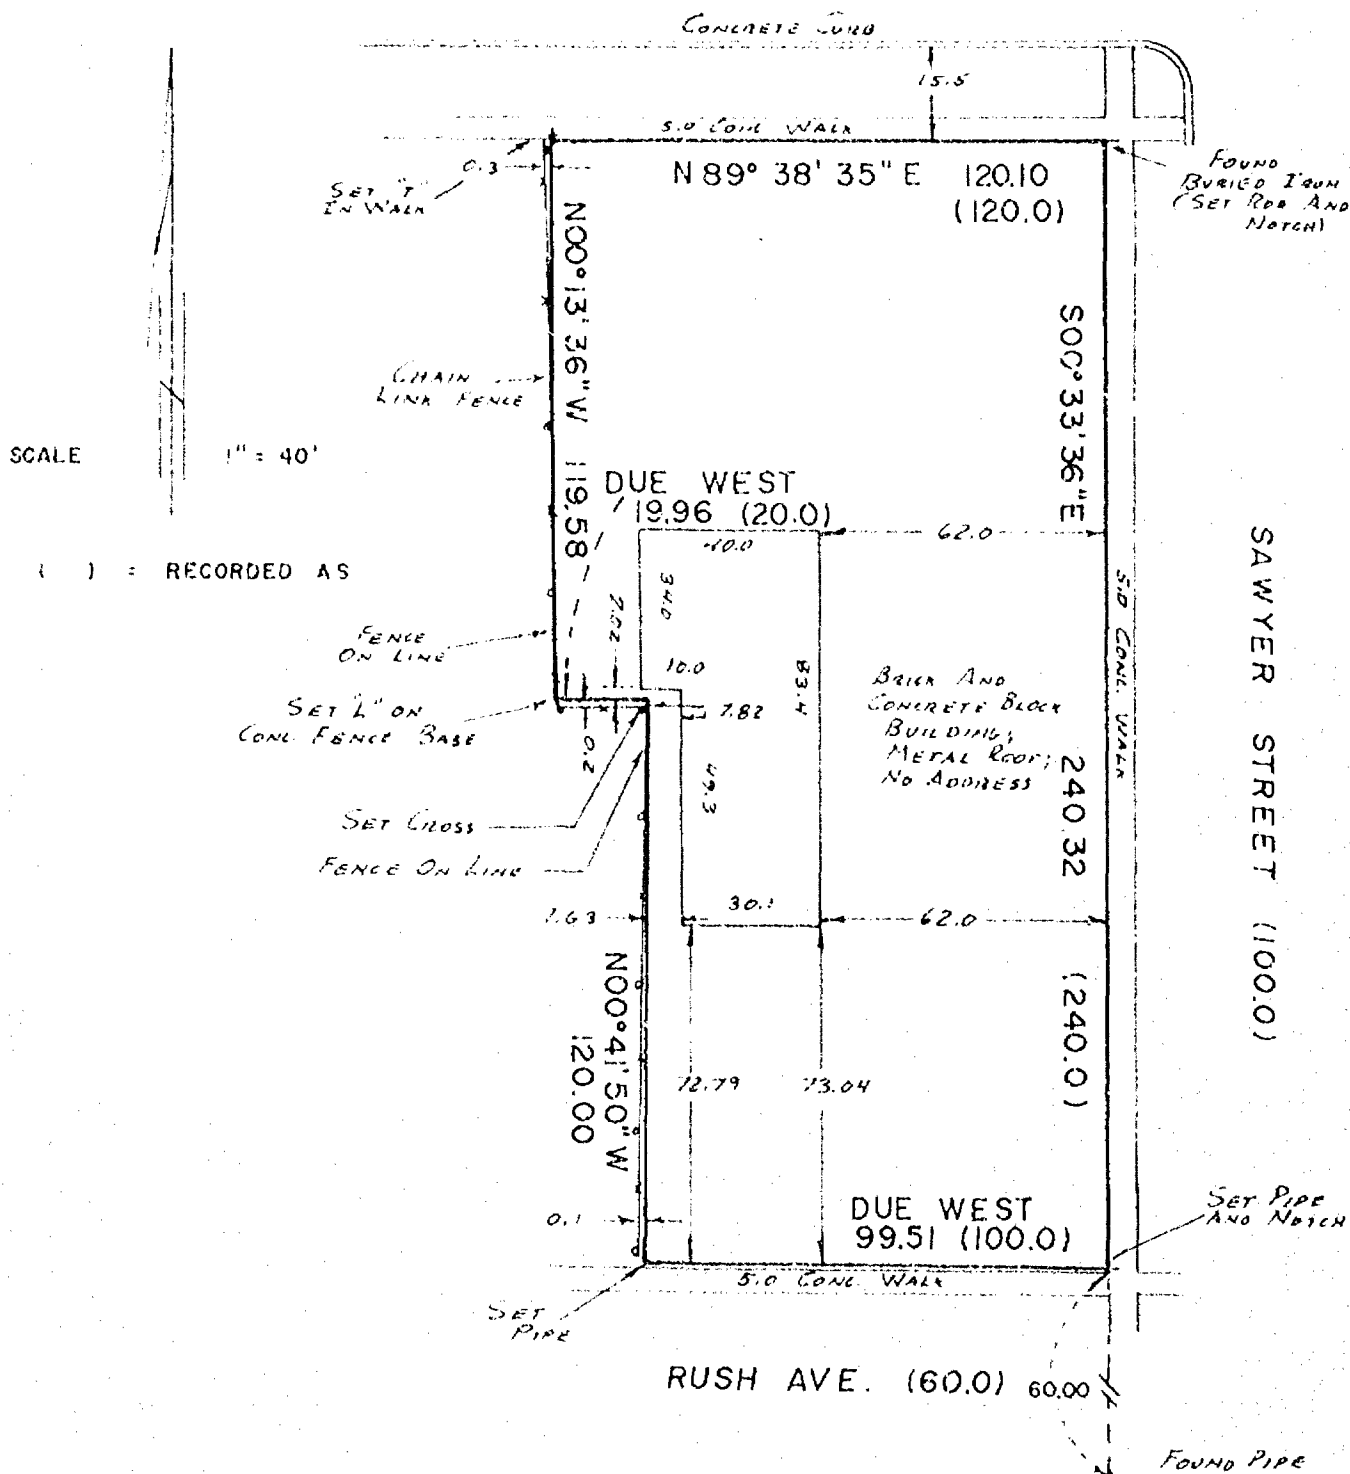 CONCRETE CURB
15.5
5.0 CONC WALK
0.3
SET "T"
IN WALK
N 89° 38' 35" E 120.10
(120.0)
FOUND
BURIED IRON
(SET ROD AND
NOTCH)
N00°13'36"W 119.58
S00°33'36"E
CHAIN
LINK FENCE
SCALE 1" = 40'
DUE WEST
19.96 (20.0)
40.0
62.0
( ) = RECORDED AS
34.0
5.0 CONC. WALK
SAWYER STREET (100.0)
FENCE
ON LINE
10.0
83.4
BRICK AND
CONCRETE BLOCK
BUILDING;
METAL ROOF;
NO ADDRESS
SET "L" ON
CONC FENCE BASE
7.82
0.2
49.3
240.32
SET CROSS
FENCE ON LINE
30.1
62.0
7.63
N00°41'50"W
120.00
(240.0)
72.79
73.04
0.1
DUE WEST
99.51 (100.0)
SET PIPE
AND NOTCH
5.0 CONC. WALK
SET
PIPE
RUSH AVE. (60.0) 60.00
FOUND PIPE